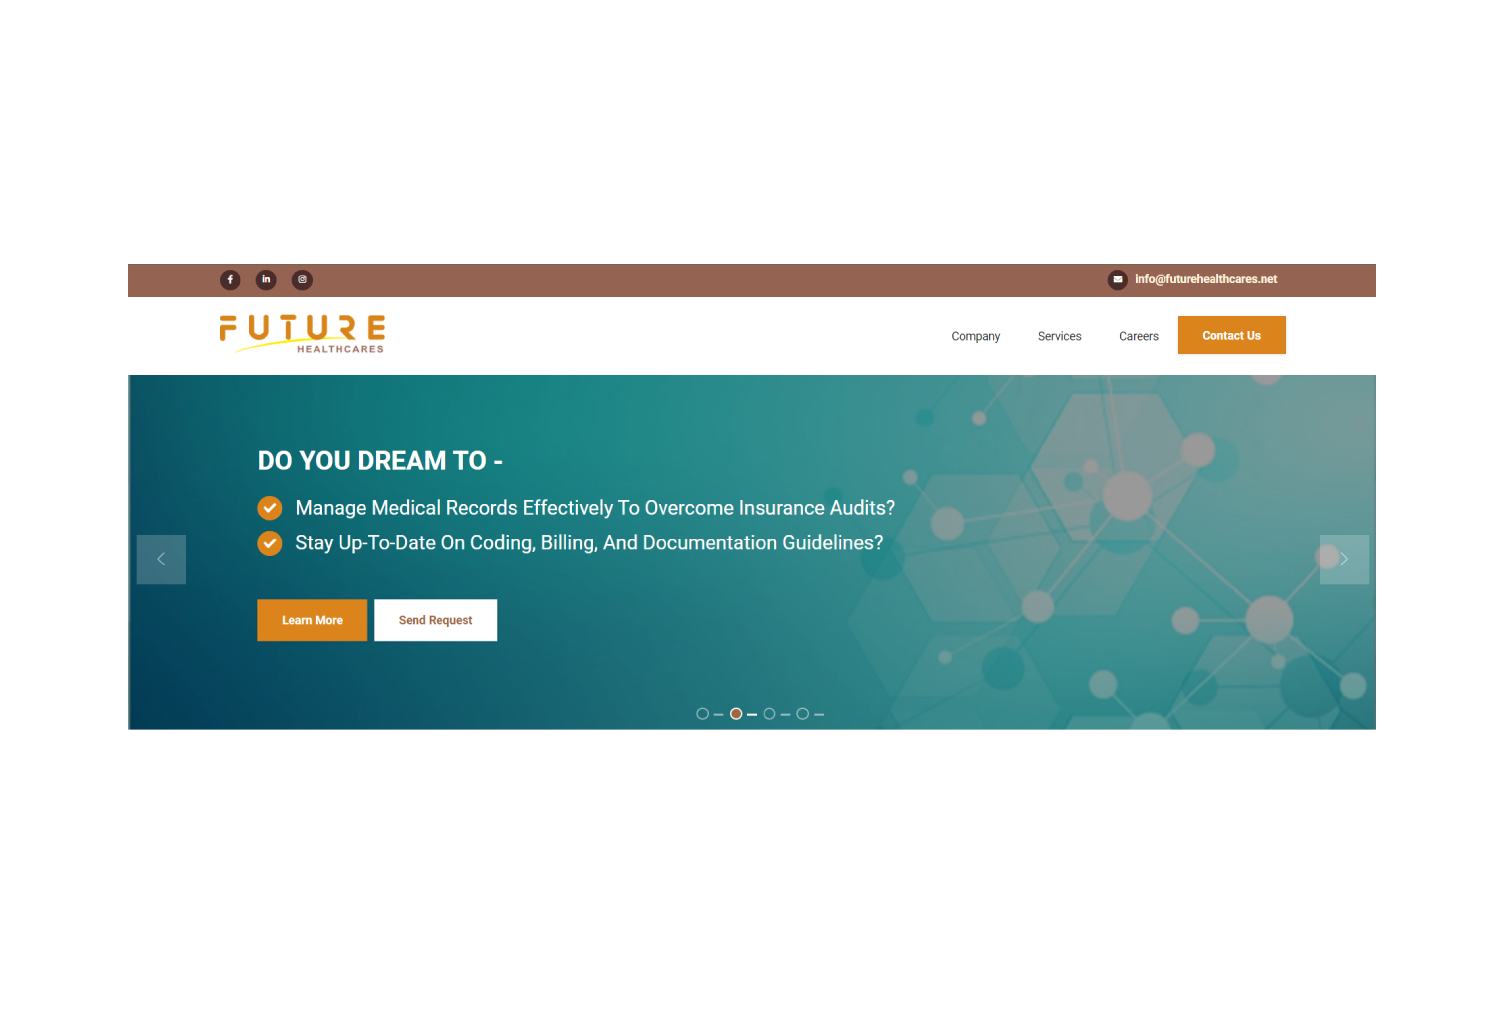 info@futurehealthcares.net
FUTURE
HEALTHCARES
Company Services Careers Contact Us
DO YOU DREAM TO -
Manage Medical Records Effectively To Overcome Insurance Audits?
Stay Up-To-Date On Coding, Billing, And Documentation Guidelines?
Learn More Send Request